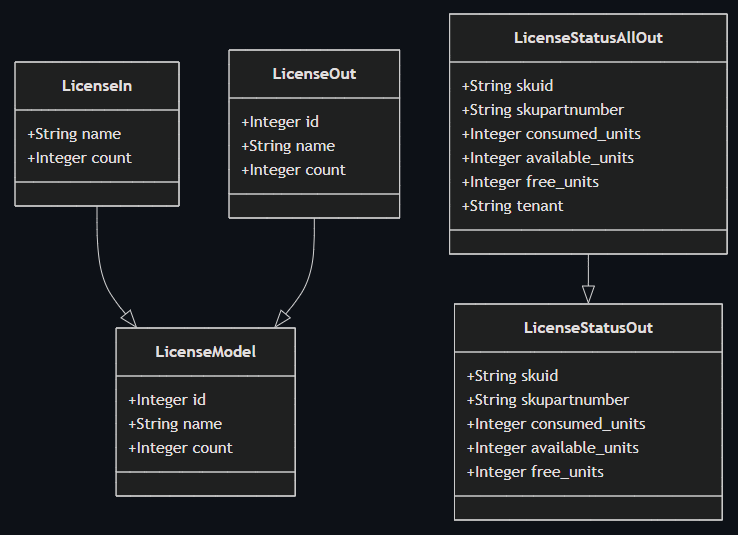 LicenseIn
+String name
+Integer count
LicenseOut
+Integer id
+String name
+Integer count
LicenseStatusAllOut
+String skuid
+String skupartnumber
+Integer consumed_units
+Integer available_units
+Integer free_units
+String tenant
LicenseModel
+Integer id
+String name
+Integer count
LicenseStatusOut
+String skuid
+String skupartnumber
+Integer consumed_units
+Integer available_units
+Integer free_units